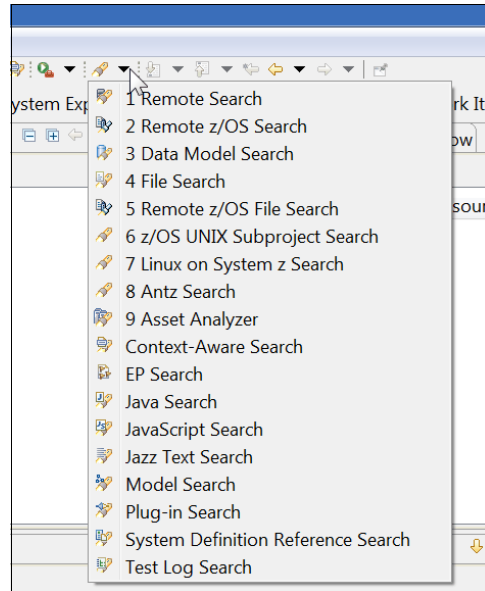 ystem Exp
rk It
ow
sour
1 Remote Search
2 Remote z/OS Search
3 Data Model Search
4 File Search
5 Remote z/OS File Search
6 z/OS UNIX Subproject Search
7 Linux on System z Search
8 Antz Search
9 Asset Analyzer
Context-Aware Search
EP Search
Java Search
JavaScript Search
Jazz Text Search
Model Search
Plug-in Search
System Definition Reference Search
Test Log Search